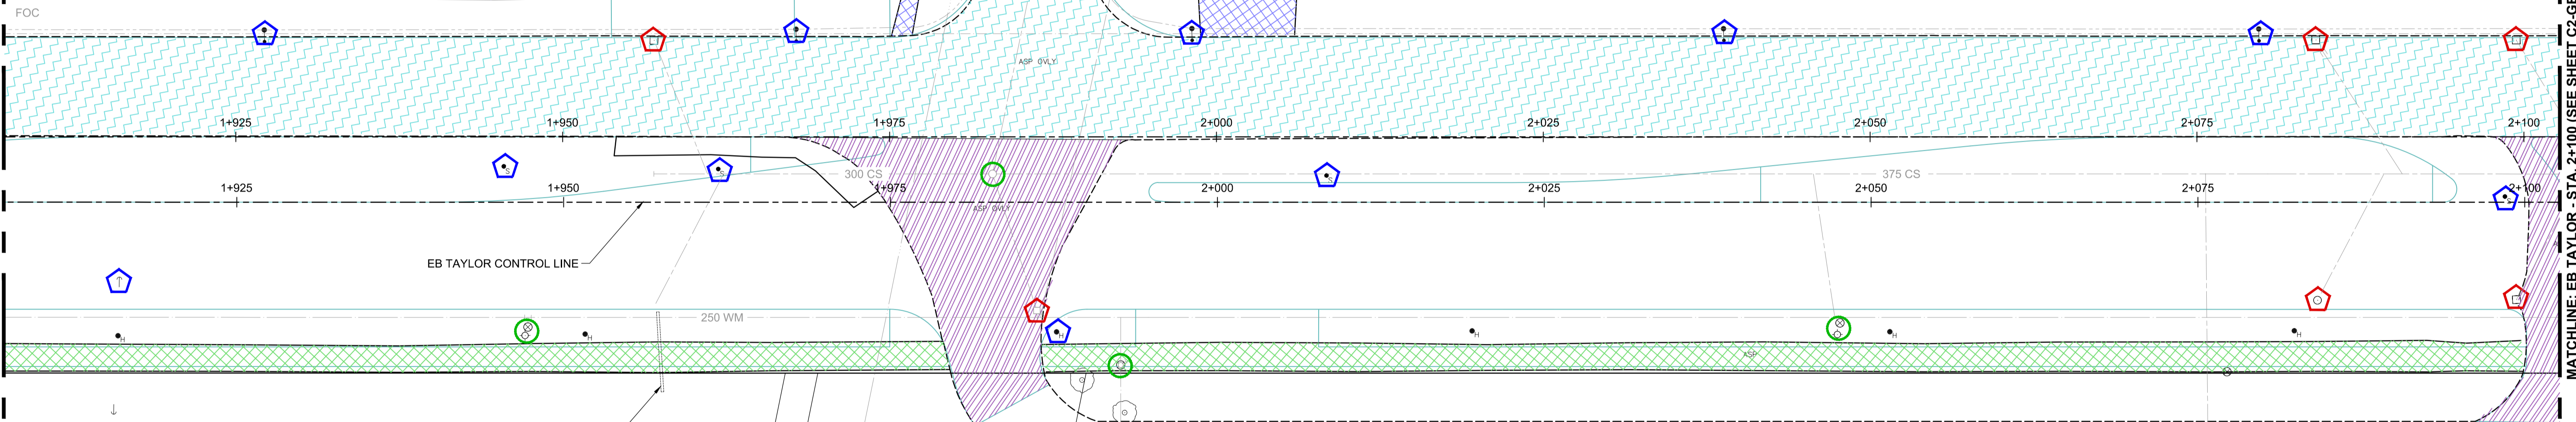 FOC
ASP OVLY
1+925
1+950
1+975
2+000
2+025
2+050
2+075
2+100
S
S
300 CS
S
375 CS
1+925
1+950
1+975
2+000
2+025
2+050
2+075
2+100
S
ASP OVLY
EB TAYLOR CONTROL LINE
250 WM
H
H
H
H
H
H
ASP
MATCHLINE: EB TAYLOR - STA. 2+100 (SEE SHEET C2-GE